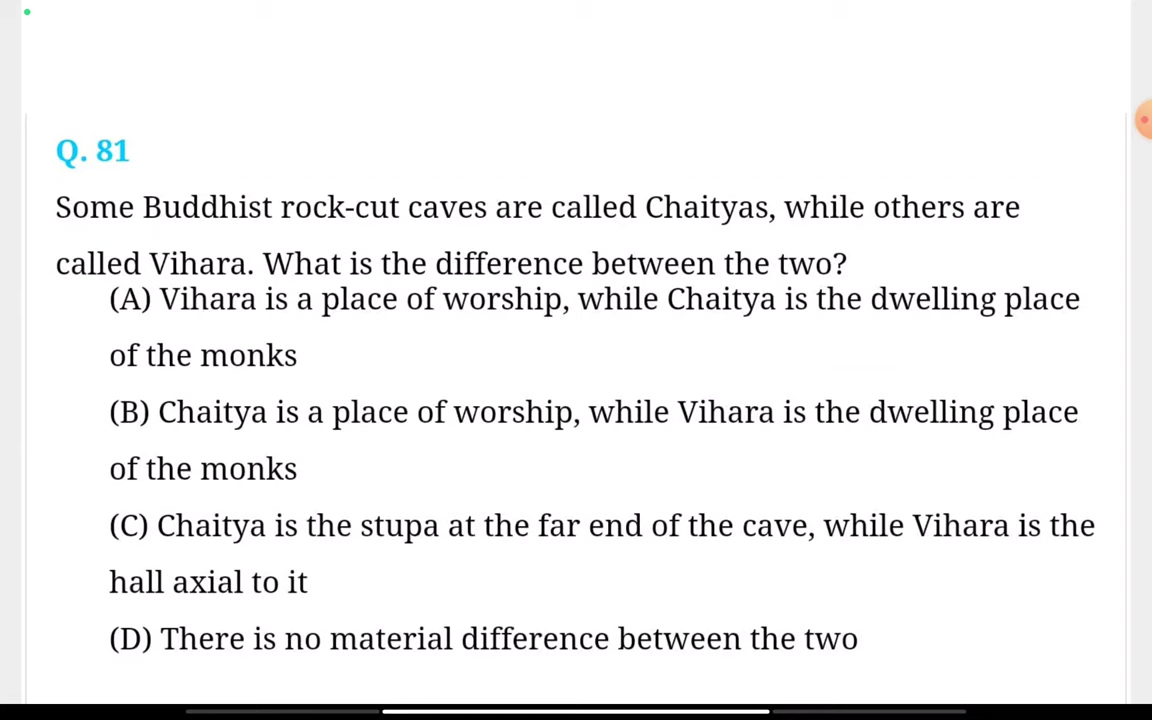 Q. 81
Some Buddhist rock-cut caves are called Chaityas, while others are
called Vihara. What is the difference between the two?
(A) Vihara is a place of worship, while Chaitya is the dwelling place
of the monks
(B) Chaitya is a place of worship, while Vihara is the dwelling place
of the monks
(C) Chaitya is the stupa at the far end of the cave, while Vihara is the
hall axial to it
(D) There is no material difference between the two